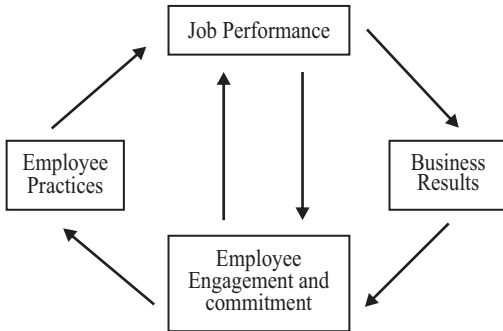 Job Performance
Employee
Practices
Business
Results
Employee
Engagement and
commitment